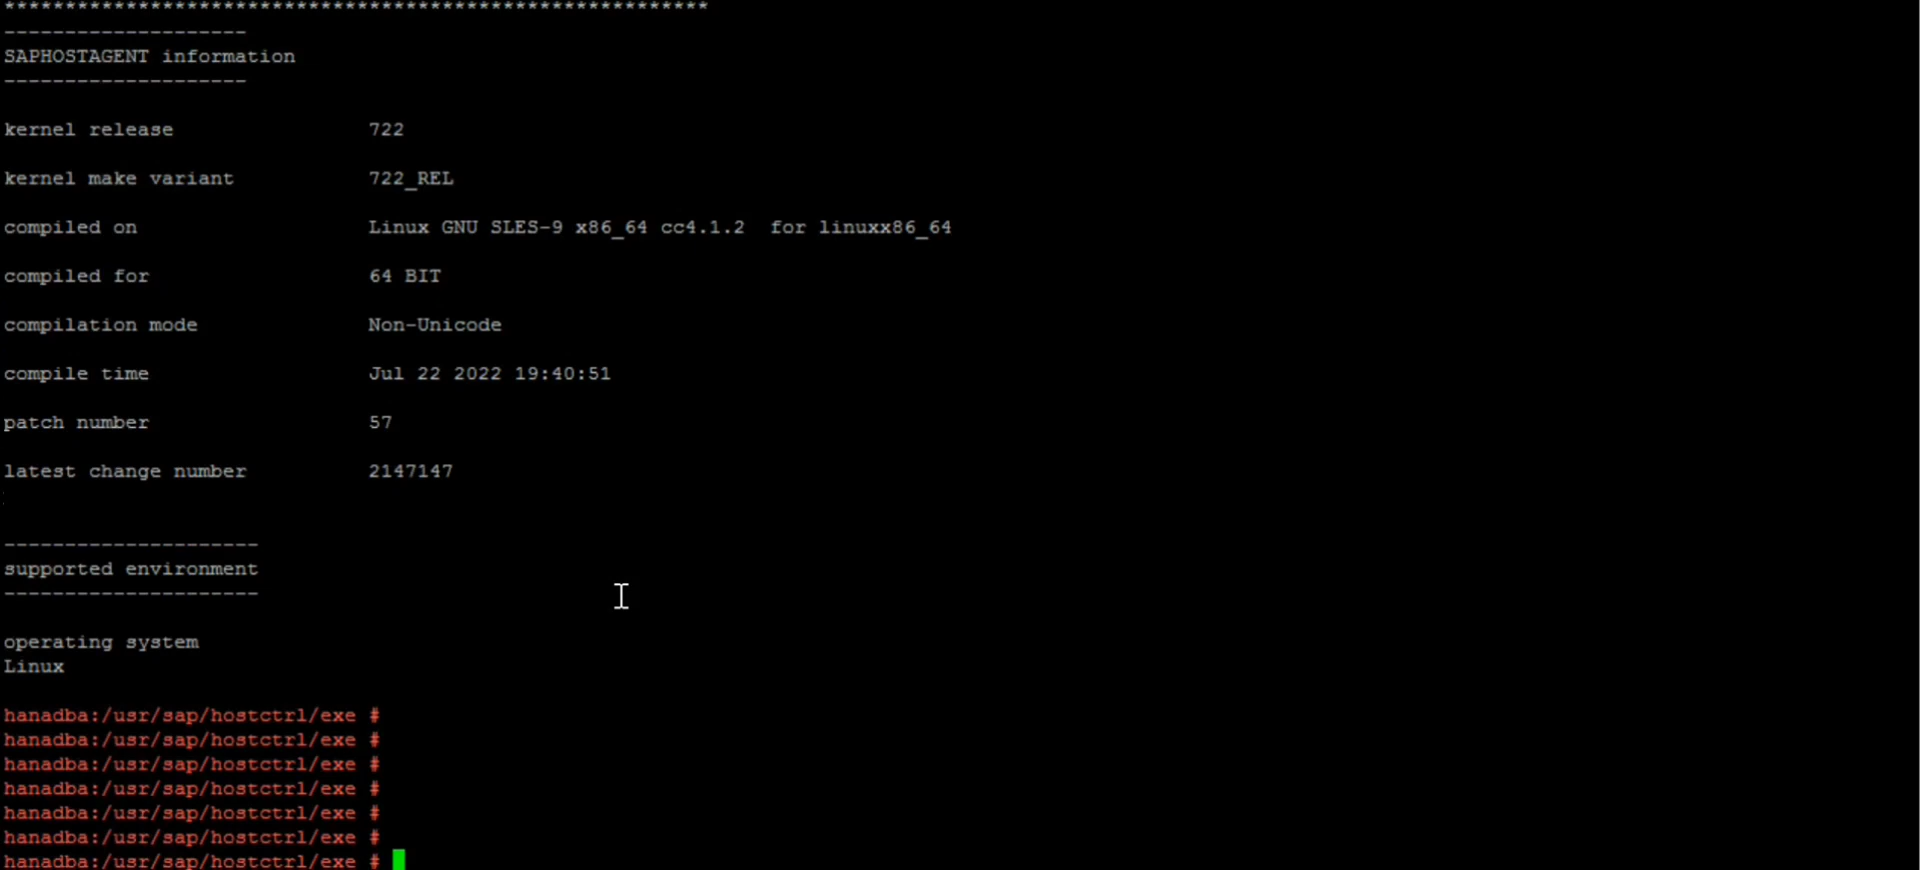 **********************************************************
--------------------
SAPHOSTAGENT information
--------------------
kernel release                722
kernel make variant           722_REL
compiled on                   Linux GNU SLES-9 x86_64 cc4.1.2  for linuxx86_64
compiled for                  64 BIT
compilation mode              Non-Unicode
compile time                  Jul 22 2022 19:40:51
patch number                  57
latest change number          2147147
---------------------
supported environment
---------------------
operating system
Linux
hanadba:/usr/sap/hostctrl/exe #
hanadba:/usr/sap/hostctrl/exe #
hanadba:/usr/sap/hostctrl/exe #
hanadba:/usr/sap/hostctrl/exe #
hanadba:/usr/sap/hostctrl/exe #
hanadba:/usr/sap/hostctrl/exe #
hanadba:/usr/sap/hostctrl/exe #